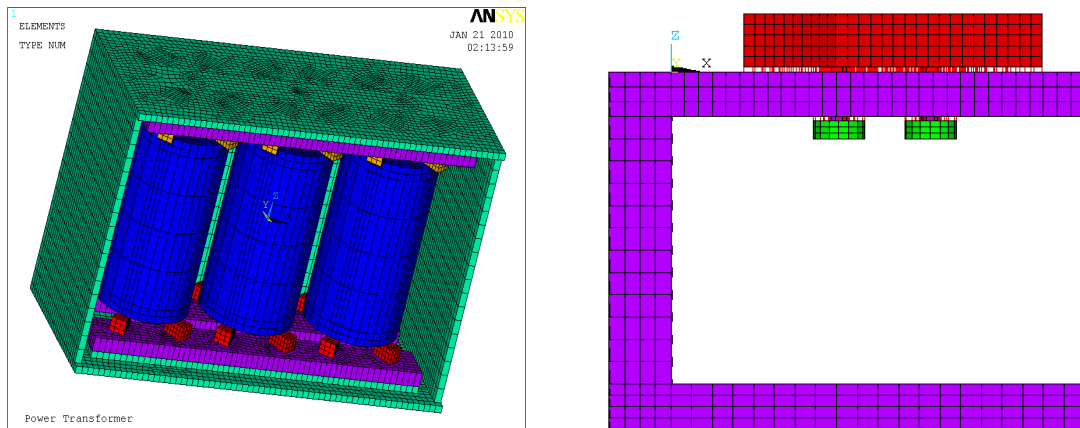 1
ELEMENTS
TYPE NUM
ANSYS
JAN 21 2010
02:13:59
Z
Y
X
Power Transformer
Z
Y
X